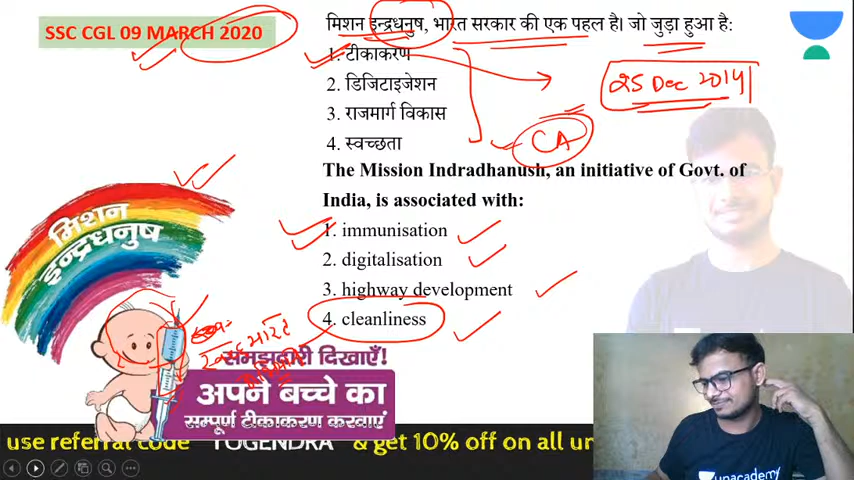 SSC CGL 09 MARCH 2020
मिशन इन्द्रधनुष, भारत सरकार की एक पहल है। जो जुड़ा हुआ है:
1. टीकाकरण
2. डिजिटाइजेशन
3. राजमार्ग विकास
4. स्वच्छता
25 Dec 2014
CA
The Mission Indradhanush, an initiative of Govt. of
India, is associated with:
1. immunisation
2. digitalisation
3. highway development
4. cleanliness
मिशन
इन्द्रधनुष
स्वच्छ भारत
समझदारी दिखाएँ!
अपने बच्चे का
सम्पूर्ण टीकाकरण करवाएं
use referral code "YOGENDRA" & get 10% off on all un
unacademy